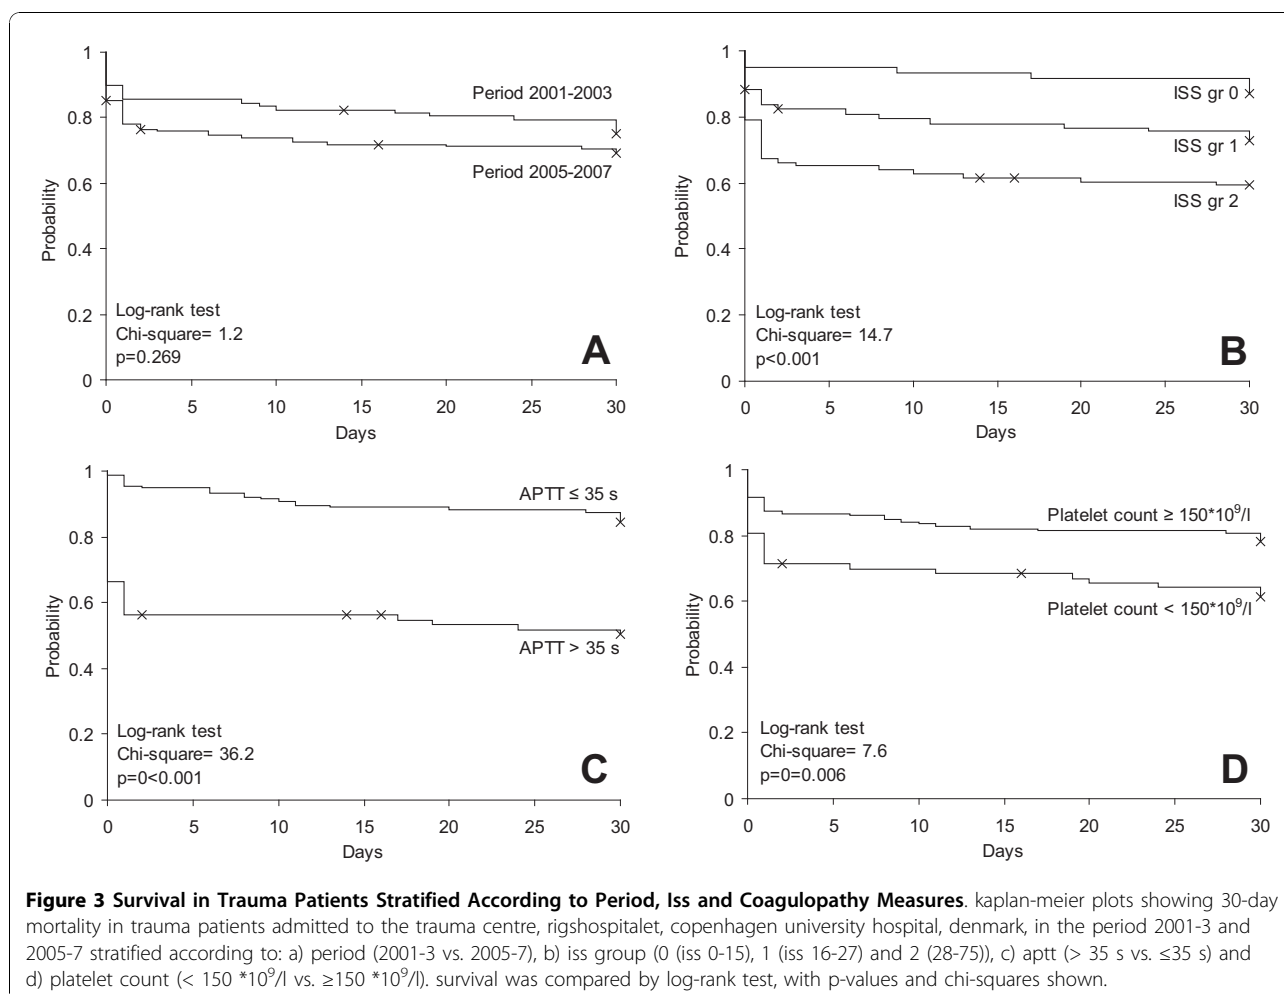 1
0.8
0.6
0.4
0.2
0
Probability
Period 2001-2003
Period 2005-2007
Log-rank test
Chi-square= 1.2
p=0.269
A
0 5 10 15 20 25 30
Days
1
0.8
0.6
0.4
0.2
0
Probability
ISS gr 0
ISS gr 1
ISS gr 2
Log-rank test
Chi-square= 14.7
p<0.001
B
0 5 10 15 20 25 30
Days
1
0.8
0.6
0.4
0.2
0
Probability
APTT ≤ 35 s
APTT > 35 s
Log-rank test
Chi-square= 36.2
p=0<0.001
C
0 5 10 15 20 25 30
Days
1
0.8
0.6
0.4
0.2
0
Probability
Platelet count ≥ 150*10⁹/l
Platelet count < 150*10⁹/l
Log-rank test
Chi-square= 7.6
p=0=0.006
D
0 5 10 15 20 25 30
Days
Figure 3 Survival in Trauma Patients Stratified According to Period, Iss and Coagulopathy Measures. kaplan-meier plots showing 30-day
mortality in trauma patients admitted to the trauma centre, rigshospitalet, copenhagen university hospital, denmark, in the period 2001-3 and
2005-7 stratified according to: a) period (2001-3 vs. 2005-7), b) iss group (0 (iss 0-15), 1 (iss 16-27) and 2 (28-75)), c) aptt (> 35 s vs. ≤35 s) and
d) platelet count (< 150 *10⁹/l vs. ≥150 *10⁹/l). survival was compared by log-rank test, with p-values and chi-squares shown.